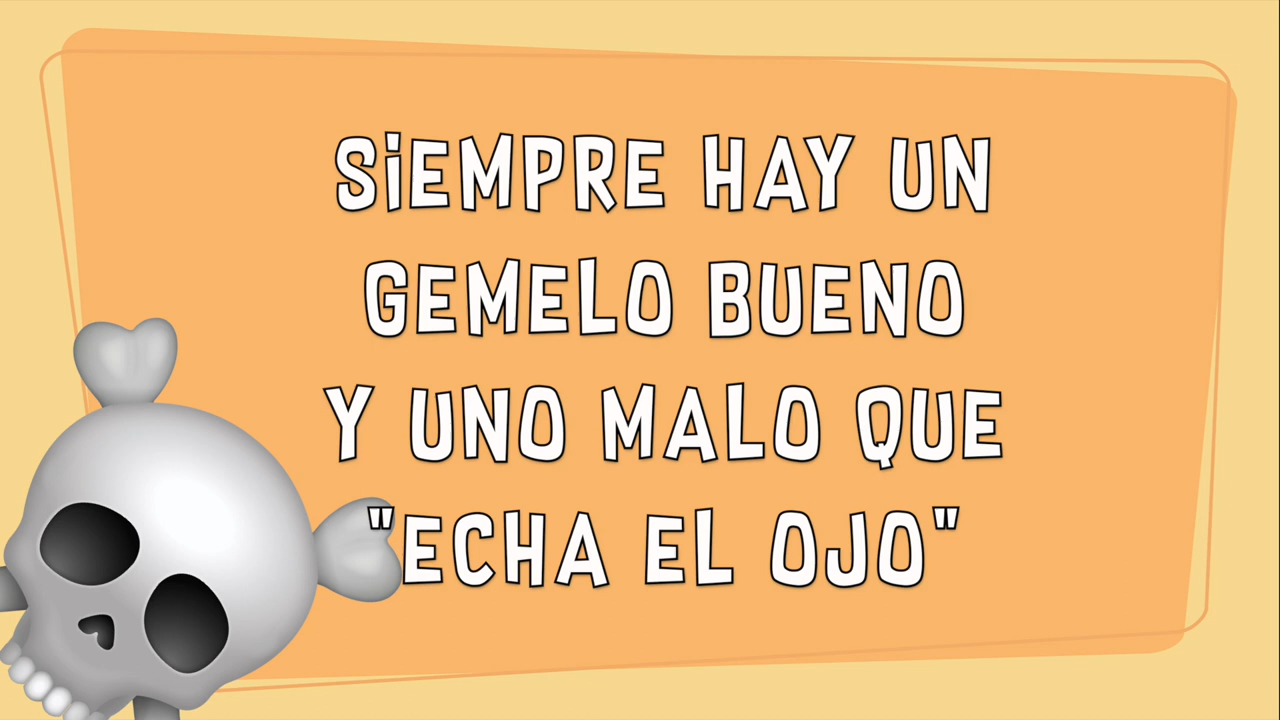 SIEMPRE HAY UN
GEMELO BUENO
Y UNO MALO QUE
"ECHA EL OJO"